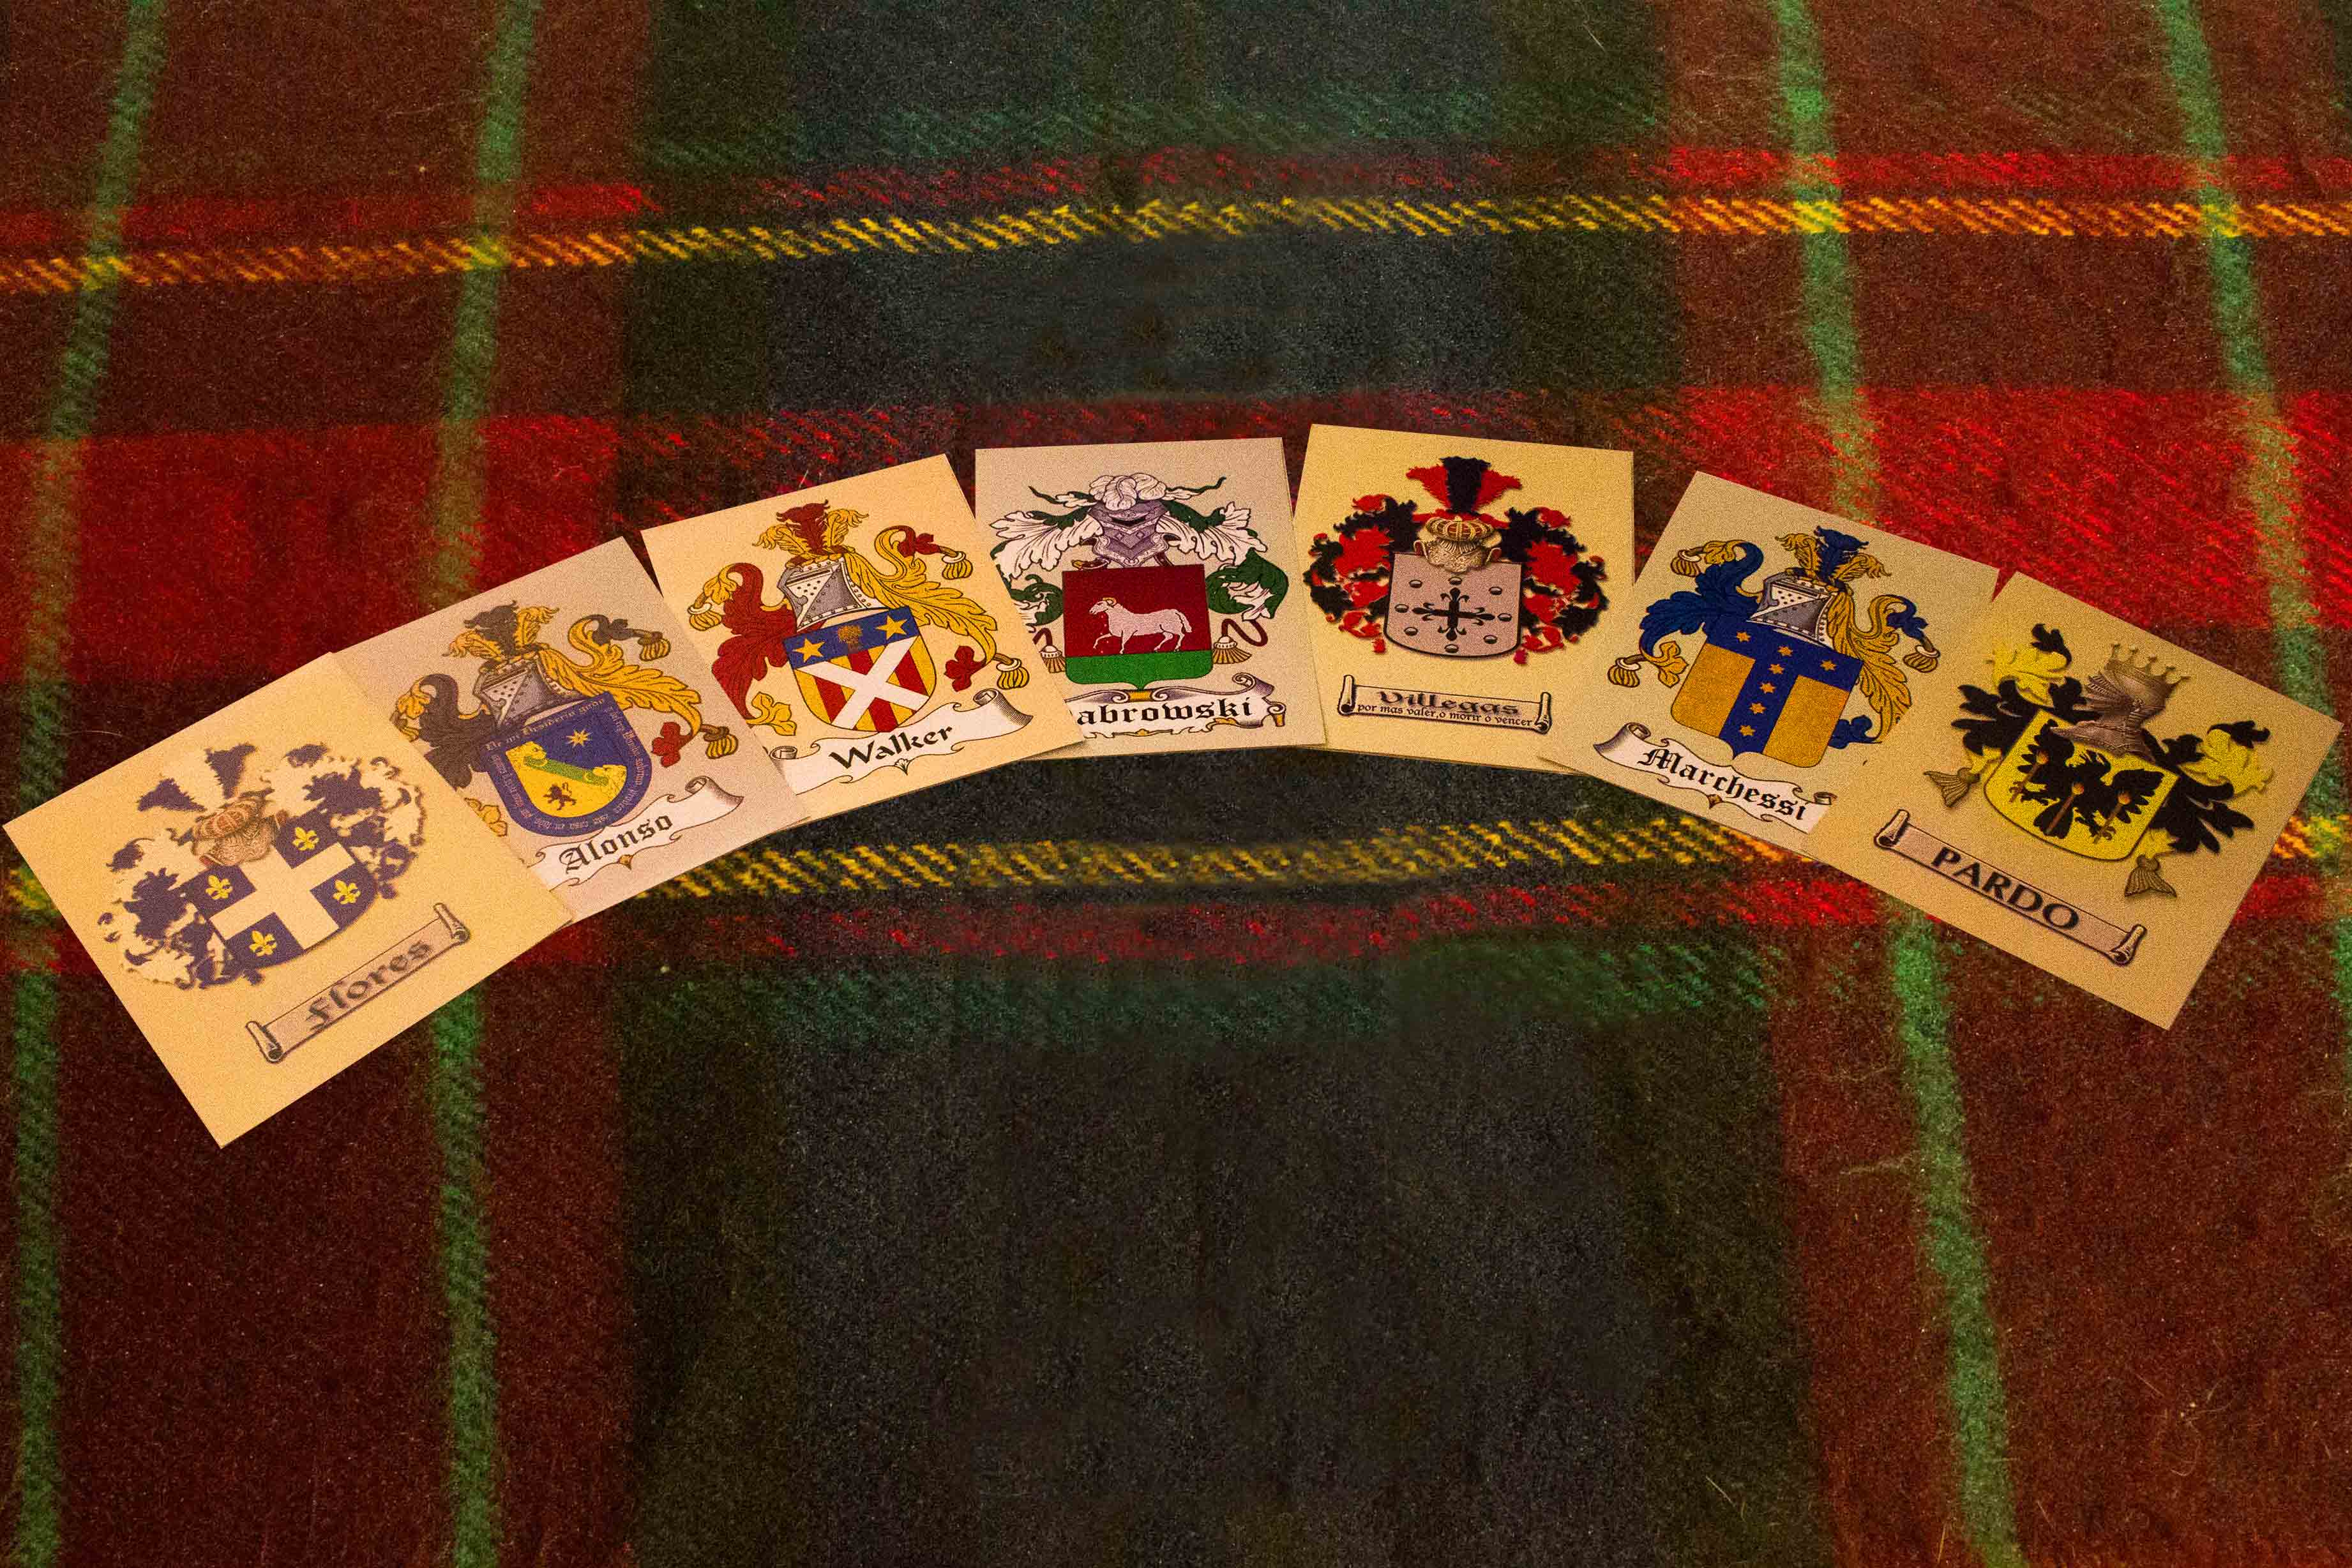 Flores
Alonso
Walker
abrowski
Villegas
por mas valer, o morir o vencer
Marchessi
PARDO